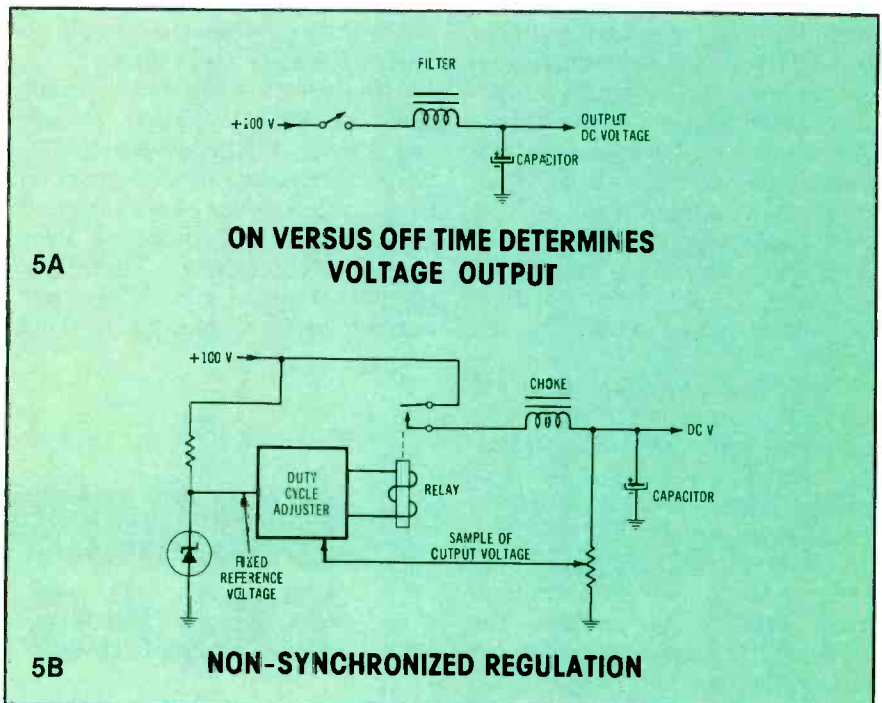 FILTER
+100 V
OUTPUT
DC VOLTAGE
CAPACITOR
5A
ON VERSUS OFF TIME DETERMINES
VOLTAGE OUTPUT
+100 V
CHOKE
DC V
DUTY
CYCLE
ADJUSTER
RELAY
CAPACITOR
SAMPLE OF
OUTPUT VOLTAGE
FIXED
REFERENCE
VOLTAGE
5B
NON-SYNCHRONIZED REGULATION